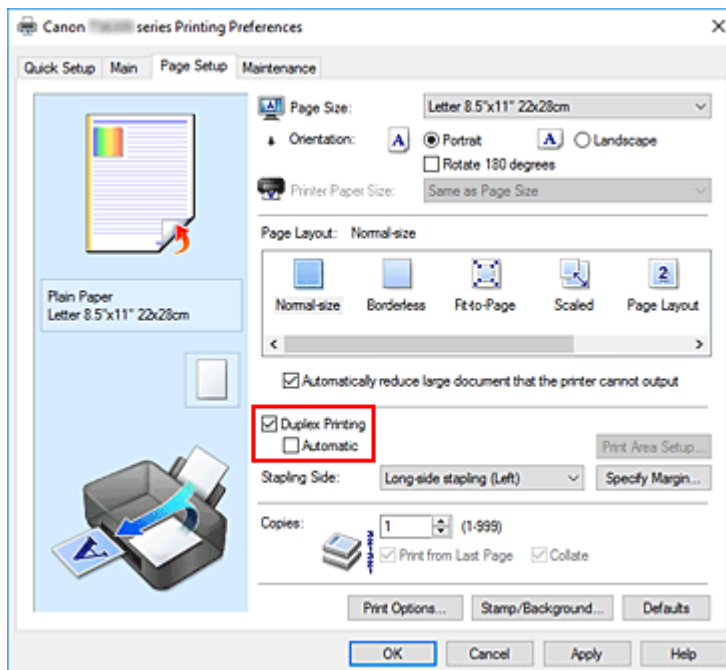 Canon series Printing Preferences
Quick Setup Main Page Setup Maintenance
Page Size: Letter 8.5"x11" 22x28cm
Orientation: A Portrait A Landscape
Rotate 180 degrees
Printer Paper Size: Same as Page Size
Page Layout: Normal-size
2
Normal-size Borderless Fit-to-Page Scaled Page Layout
Plain Paper
Letter 8.5"x11" 22x28cm
Automatically reduce large document that the printer cannot output
Duplex Printing
Automatic
Print Area Setup...
Stapling Side: Long-side stapling (Left) Specify Margin...
Copies: 1 (1-999)
Print from Last Page Collate
A
Print Options... Stamp/Background... Defaults
OK Cancel Apply Help